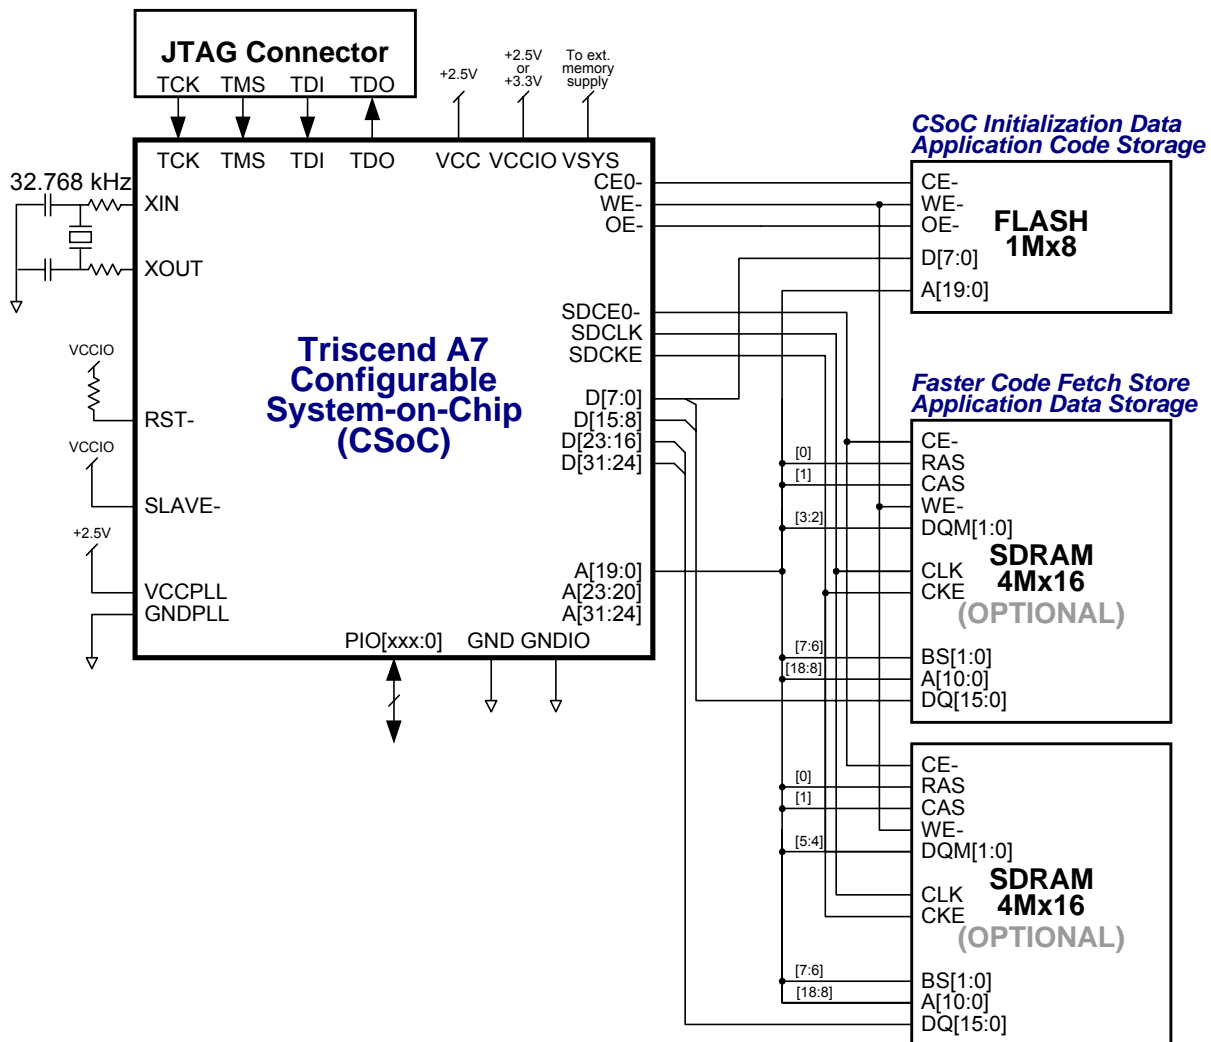 JTAG Connector
TCK TMS TDI TDO
+2.5V
+2.5V
or
+3.3V
To ext.
memory
supply
TCK TMS TDI TDO VCC VCCIO VSYS
32.768 kHz
XIN
XOUT
VCCIO
RST-
VCCIO
SLAVE-
+2.5V
VCCPLL
GNDPLL
Triscend A7
Configurable
System-on-Chip
(CSoC)
CE0-
WE-
OE-
SDCE0-
SDCLK
SDCKE
D[7:0]
D[15:8]
D[23:16]
D[31:24]
A[19:0]
A[23:20]
A[31:24]
PIO[xxx:0] GND GNDIO
CSoC Initialization Data
Application Code Storage
CE-
WE-
OE-
D[7:0]
A[19:0]
FLASH
1Mx8
Faster Code Fetch Store
Application Data Storage
[0]
[1]
[3:2]
[7:6]
[18:8]
CE-
RAS
CAS
WE-
DQM[1:0]
SDRAM
4Mx16
(OPTIONAL)
CLK
CKE
BS[1:0]
A[10:0]
DQ[15:0]
[0]
[1]
[5:4]
[7:6]
[18:8]
CE-
RAS
CAS
WE-
DQM[1:0]
SDRAM
4Mx16
(OPTIONAL)
CLK
CKE
BS[1:0]
A[10:0]
DQ[15:0]